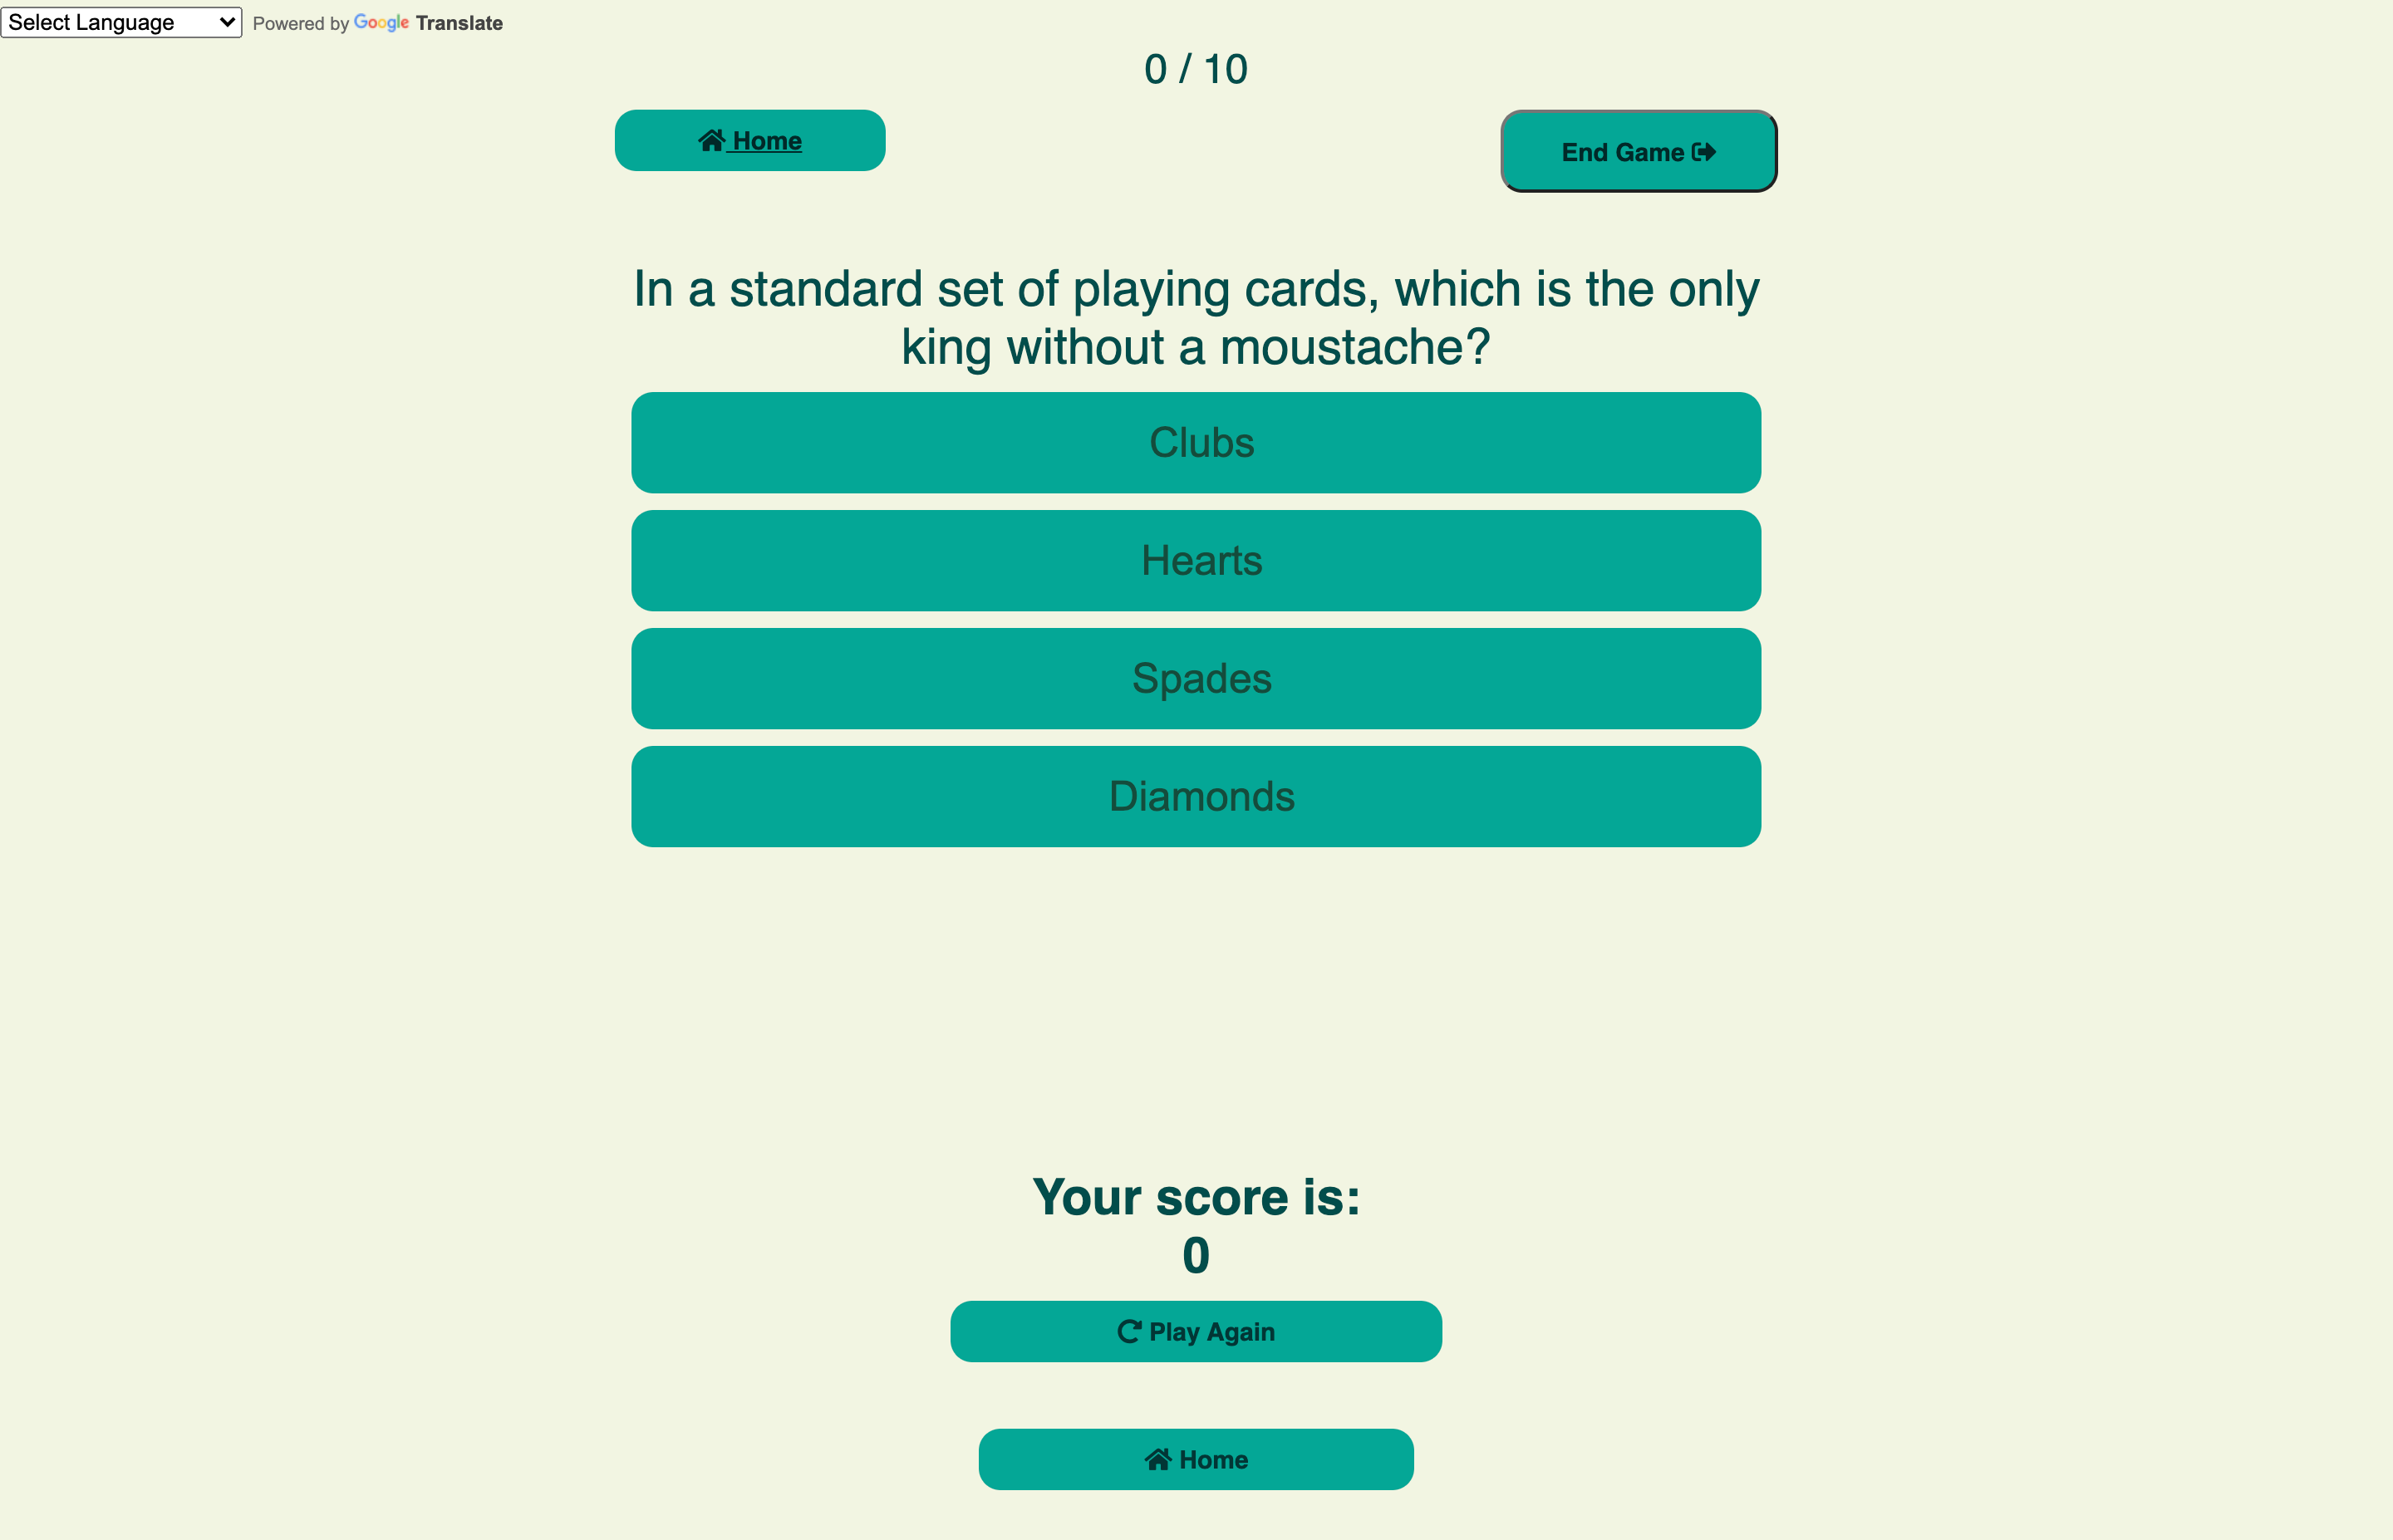 Select Language Powered by Google Translate
0 / 10
Home
End Game
In a standard set of playing cards, which is the only
king without a moustache?
Clubs
Hearts
Spades
Diamonds
Your score is:
0
Play Again
Home